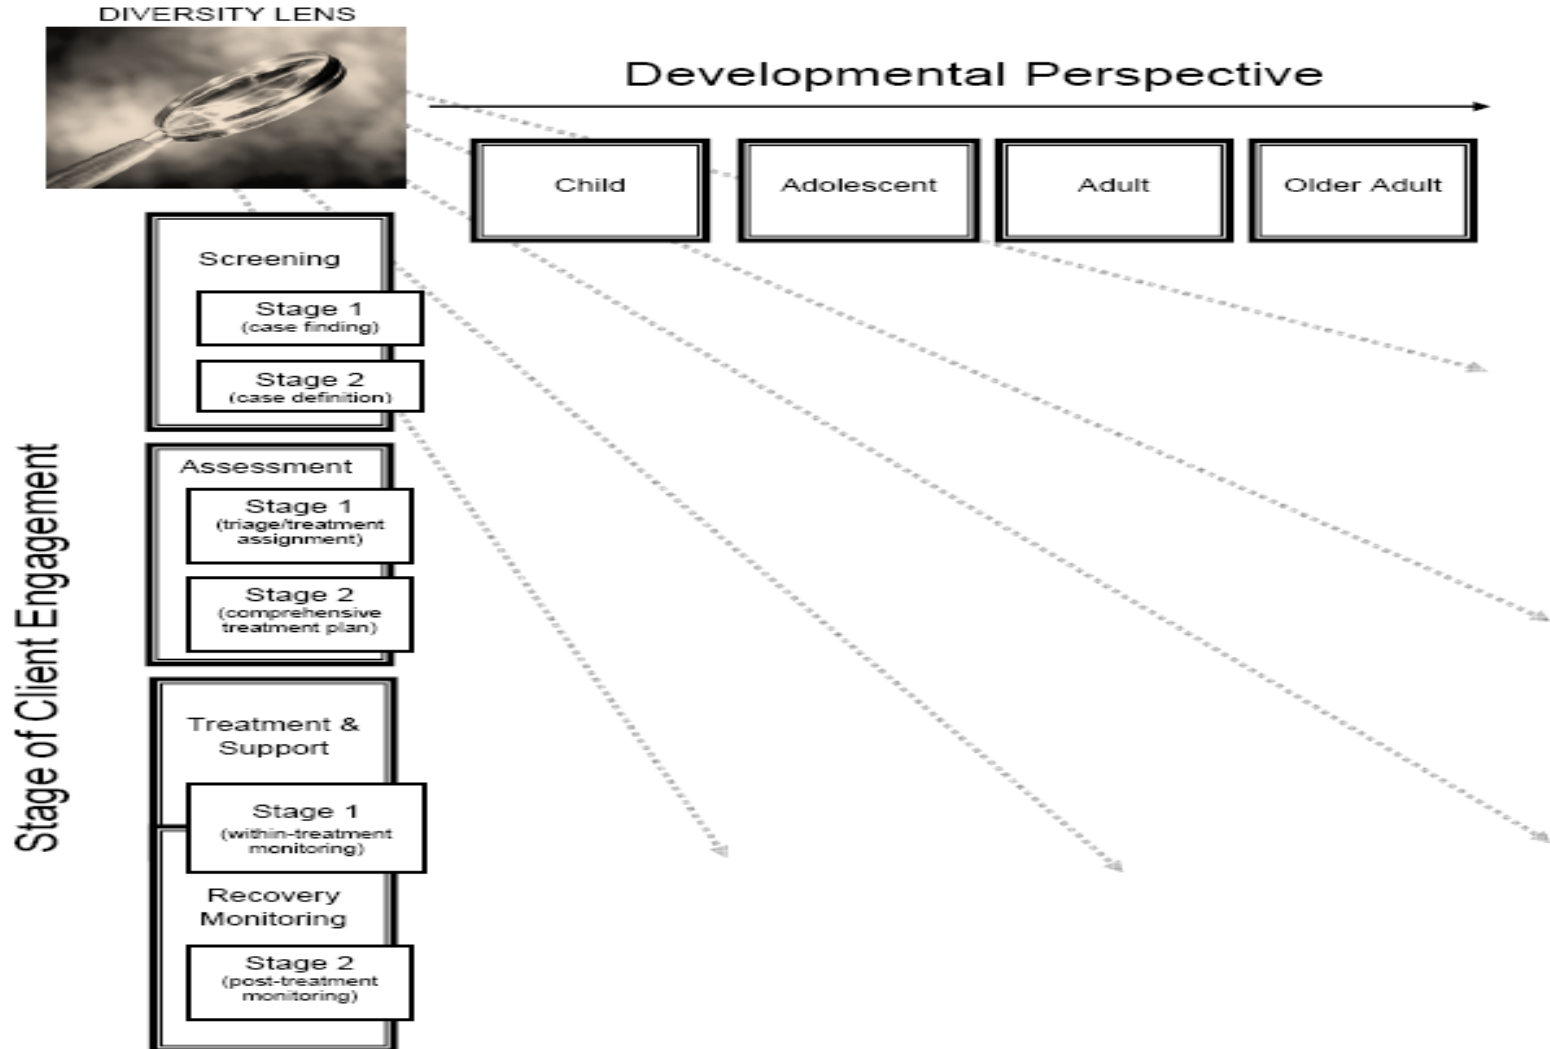 DIVERSITY LENS
Developmental Perspective
Child
Adolescent
Adult
Older Adult
Stage of Client Engagement
Screening
Stage 1
(case finding)
Stage 2
(case definition)
Assessment
Stage 1
(triage/treatment
assignment)
Stage 2
(comprehensive
treatment plan)
Treatment &
Support
Stage 1
(within-treatment
monitoring)
Recovery
Monitoring
Stage 2
(post-treatment
monitoring)